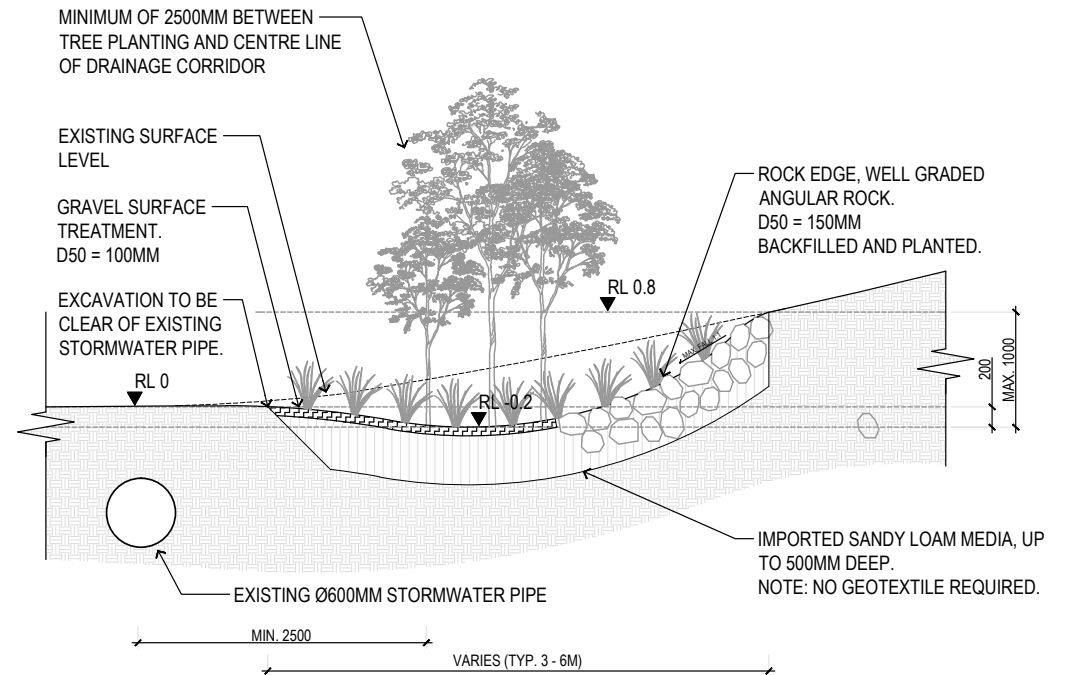 MINIMUM OF 2500MM BETWEEN
TREE PLANTING AND CENTRE LINE
OF DRAINAGE CORRIDOR
EXISTING SURFACE
LEVEL
GRAVEL SURFACE
TREATMENT.
D50 = 100MM
EXCAVATION TO BE
CLEAR OF EXISTING
STORMWATER PIPE.
RL 0
RL 0.8
RL -0.2
ROCK EDGE, WELL GRADED
ANGULAR ROCK.
D50 = 150MM
BACKFILLED AND PLANTED.
200
MAX. 1000
IMPORTED SANDY LOAM MEDIA, UP
TO 500MM DEEP.
NOTE: NO GEOTEXTILE REQUIRED.
EXISTING Ø600MM STORMWATER PIPE
MIN. 2500
VARIES (TYP. 3 - 6M)